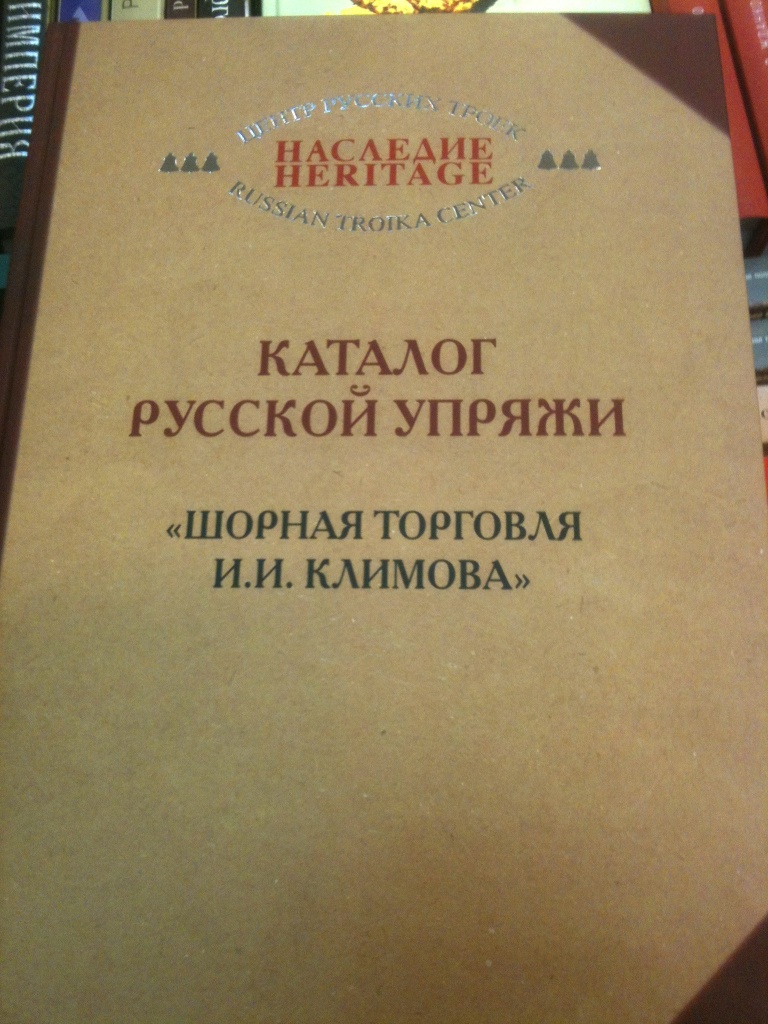 ИМПЕРИЯ
ЦЕНТР РУССКИХ ТРОЕК
НАСЛЕДИЕ
HERITAGE
RUSSIAN TROIKA CENTER
КАТАЛОГ
РУССКОЙ УПРЯЖИ
«ШОРНАЯ ТОРГОВЛЯ
И.И. КЛИМОВА»